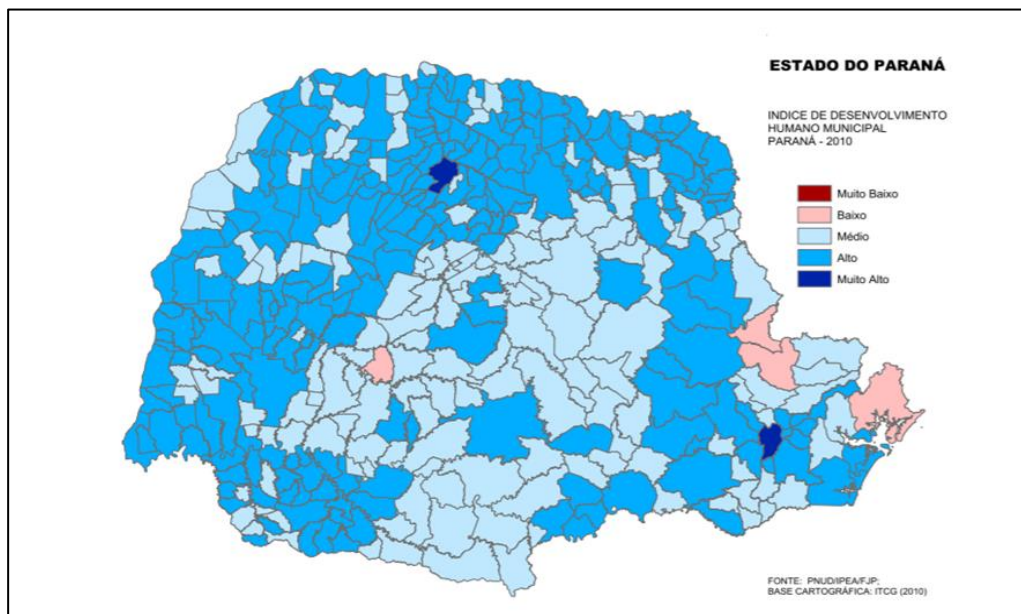 ESTADO DO PARANÁ
INDICE DE DESENVOLVIMENTO
HUMANO MUNICIPAL
PARANÁ - 2010
Muito Baixo
Baixo
Médio
Alto
Muito Alto
FONTE: PNUD/IPEA/FJP;
BASE CARTOGRÁFICA: ITCG (2010)